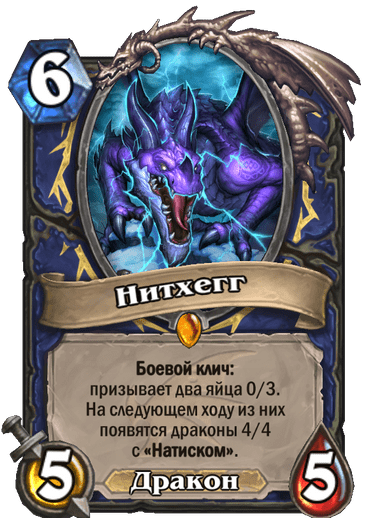 6
Нитхегг
Боевой клич:
призывает два яйца 0/3.
На следующем ходу из них
появятся драконы 4/4
с «Натиском».
5
Дракон
5